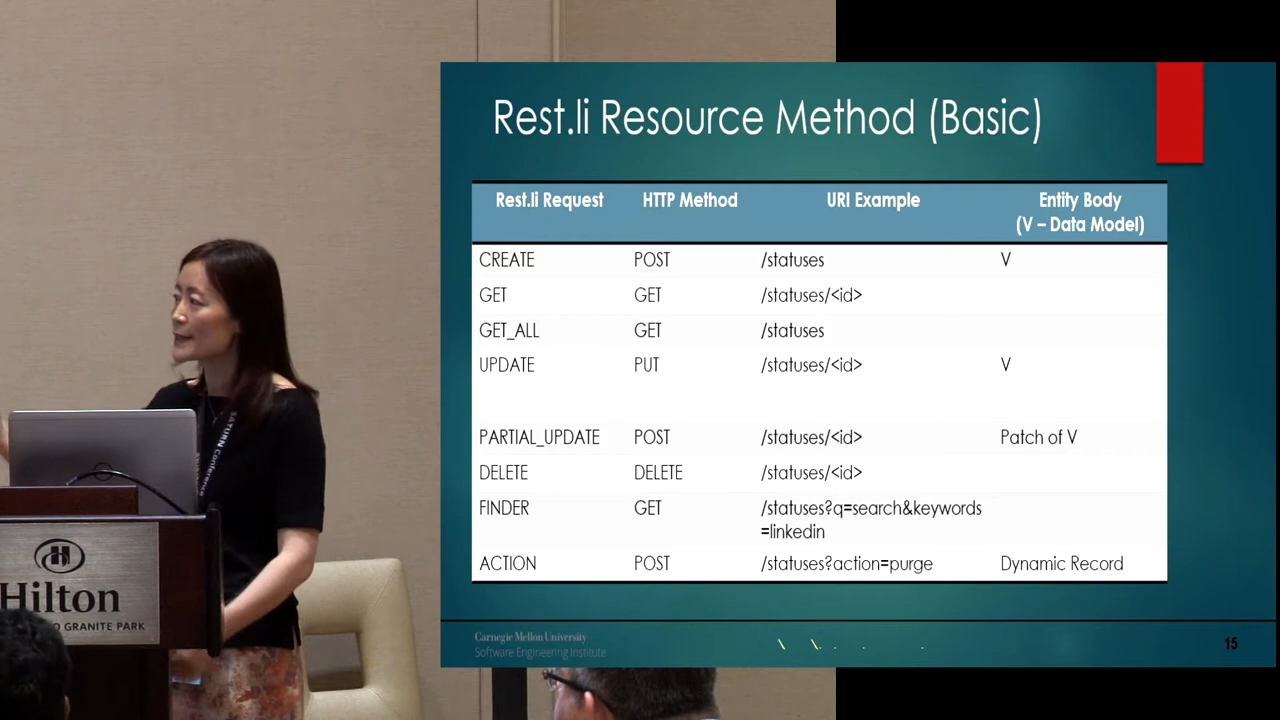 Rest.li Resource Method (Basic)
Rest.li Request HTTP Method URI Example Entity Body
(V – Data Model)
CREATE POST /statuses V
GET GET /statuses/<id>
GET_ALL GET /statuses
UPDATE PUT /statuses/<id> V
PARTIAL_UPDATE POST /statuses/<id> Patch of V
DELETE DELETE /statuses/<id>
FINDER GET /statuses?q=search&keywords
=linkedin
ACTION POST /statuses?action=purge Dynamic Record
Carnegie Mellon University
Software Engineering Institute
15
SATURN Conference
Hilton
GRANITE PARK